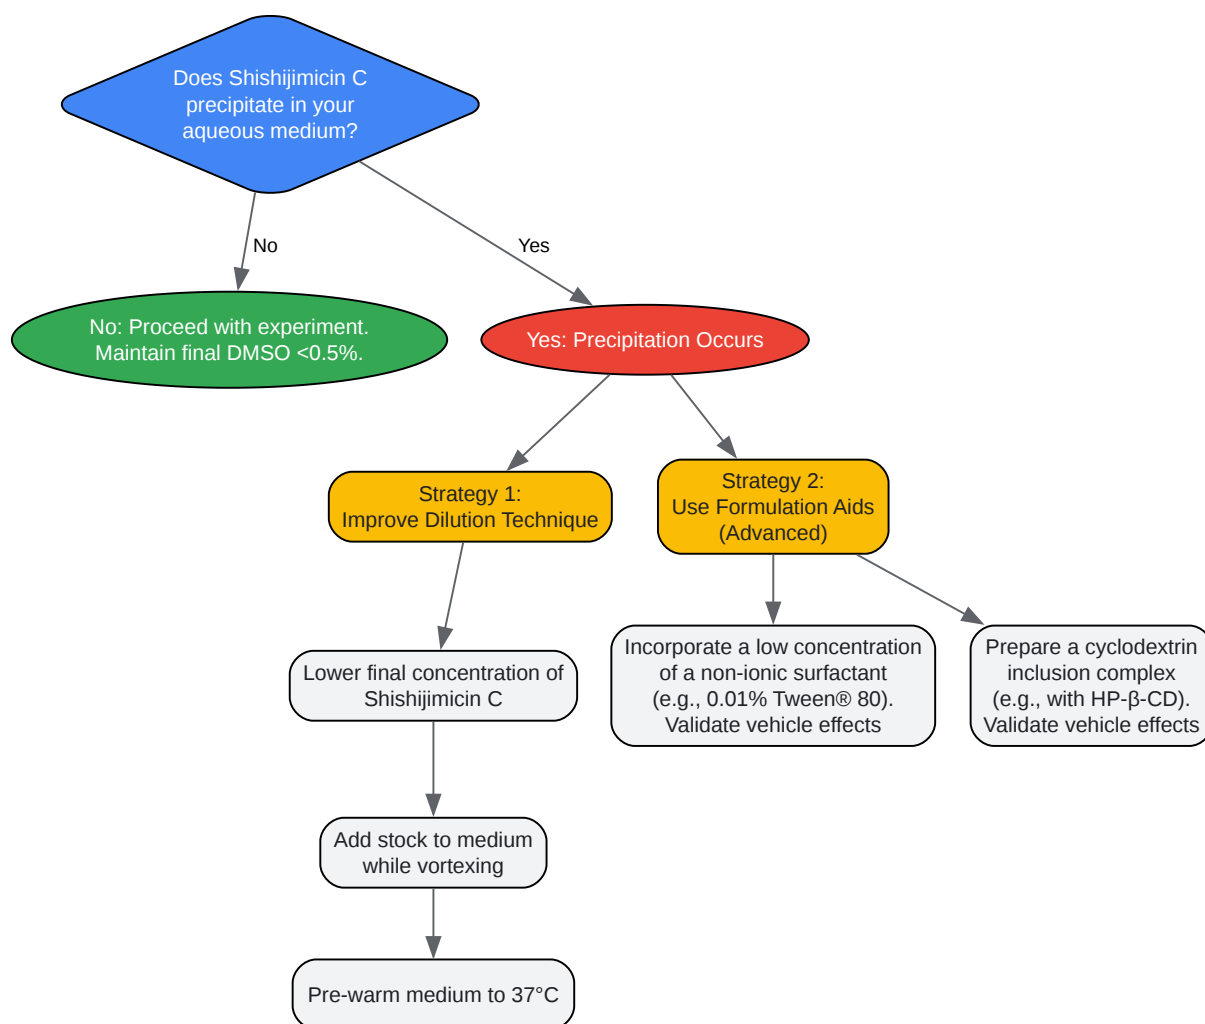 Does Shishijimicin C
precipitate in your
aqueous medium?
No
Yes
No: Proceed with experiment.
Maintain final DMSO <0.5%.
Yes: Precipitation Occurs
Strategy 1:
Improve Dilution Technique
Strategy 2:
Use Formulation Aids
(Advanced)
Lower final concentration of
Shishijimicin C
Incorporate a low concentration
of a non-ionic surfactant
(e.g., 0.01% Tween® 80).
Validate vehicle effects
Prepare a cyclodextrin
inclusion complex
(e.g., with HP-β-CD).
Validate vehicle effects
Add stock to medium
while vortexing
Pre-warm medium to 37°C